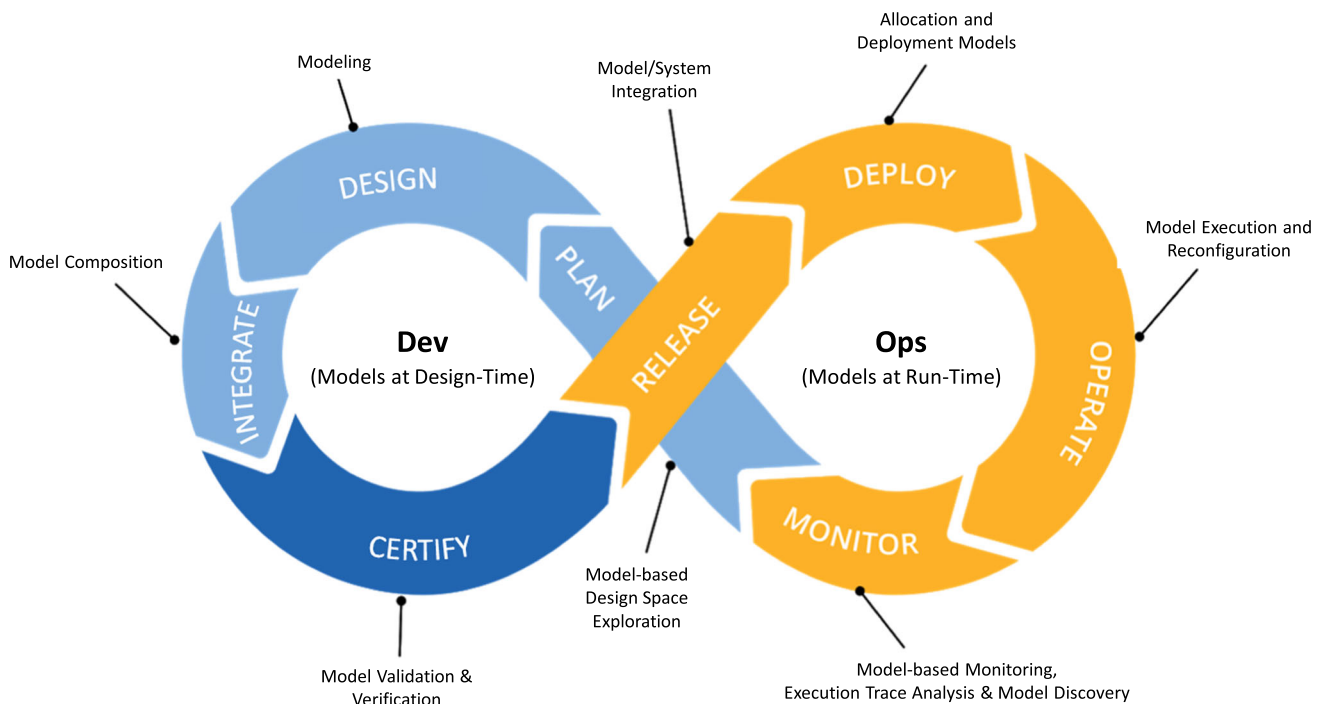 Allocation and
Deployment Models
Modeling
Model/System
Integration
DESIGN
DEPLOY
Model Execution and
Reconfiguration
Model Composition
PLAN
INTEGRATE
RELEASE
Dev
(Models at Design-Time)
Ops
(Models at Run-Time)
OPERATE
CERTIFY
MONITOR
Model-based
Design Space
Exploration
Model Validation &
Verification
Model-based Monitoring,
Execution Trace Analysis & Model Discovery